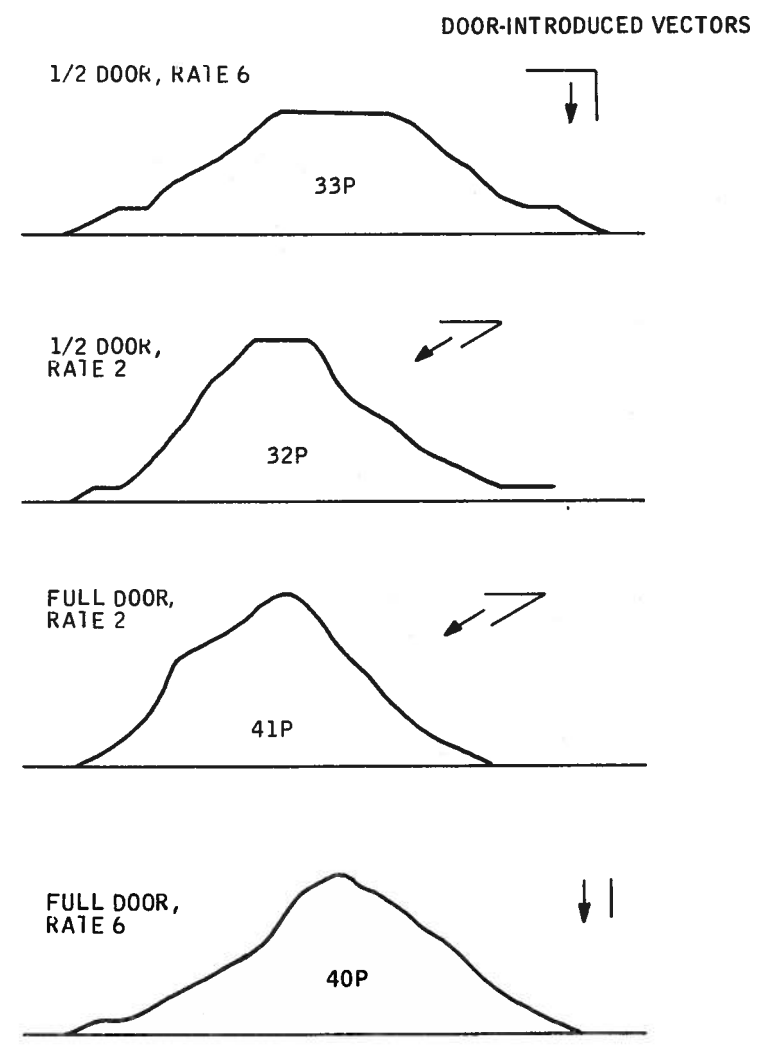 DOOR-INTRODUCED VECTORS
1/2 DOOR, RATE 6
33P
1/2 DOOR,
RATE 2
32P
FULL DOOR,
RATE 2
41P
FULL DOOR,
RATE 6
40P